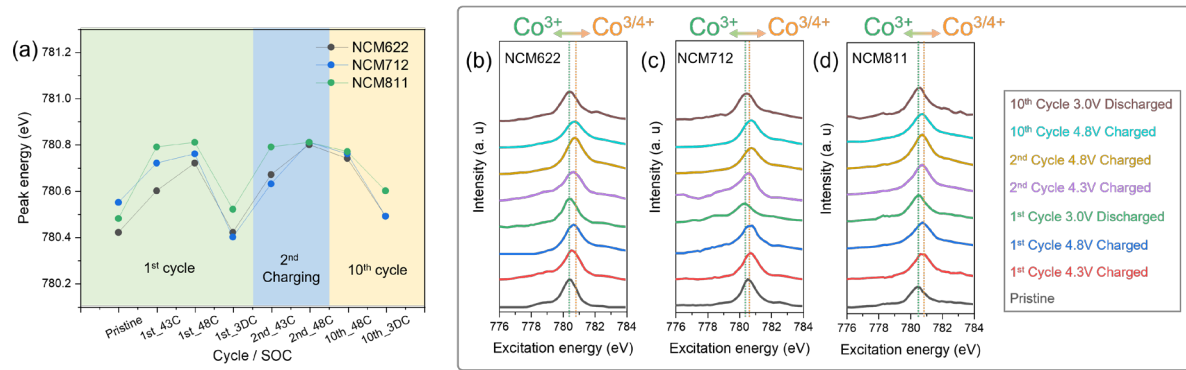 (a)
781.2
781.0
780.8
780.6
780.4
780.2
Peak energy (eV)
NCM622
NCM712
NCM811
1st cycle
2nd
Charging
10th cycle
Pristine
1st_43C
1st_48C
1st_3DC
2nd_43C
2nd_48C
10th_48C
10th_3DC
Cycle / SOC
Co3+ Co3/4+
(b) NCM622
Intensity (a. u)
776 778 780 782 784
Excitation energy (eV)
Co3+ Co3/4+
(c) NCM712
Intensity (a. u)
776 778 780 782 784
Excitation energy (eV)
Co3+ Co3/4+
(d) NCM811
Intensity (a. u)
776 778 780 782 784
Excitation energy (eV)
10th Cycle 3.0V Discharged
10th Cycle 4.8V Charged
2nd Cycle 4.8V Charged
2nd Cycle 4.3V Charged
1st Cycle 3.0V Discharged
1st Cycle 4.8V Charged
1st Cycle 4.3V Charged
Pristine